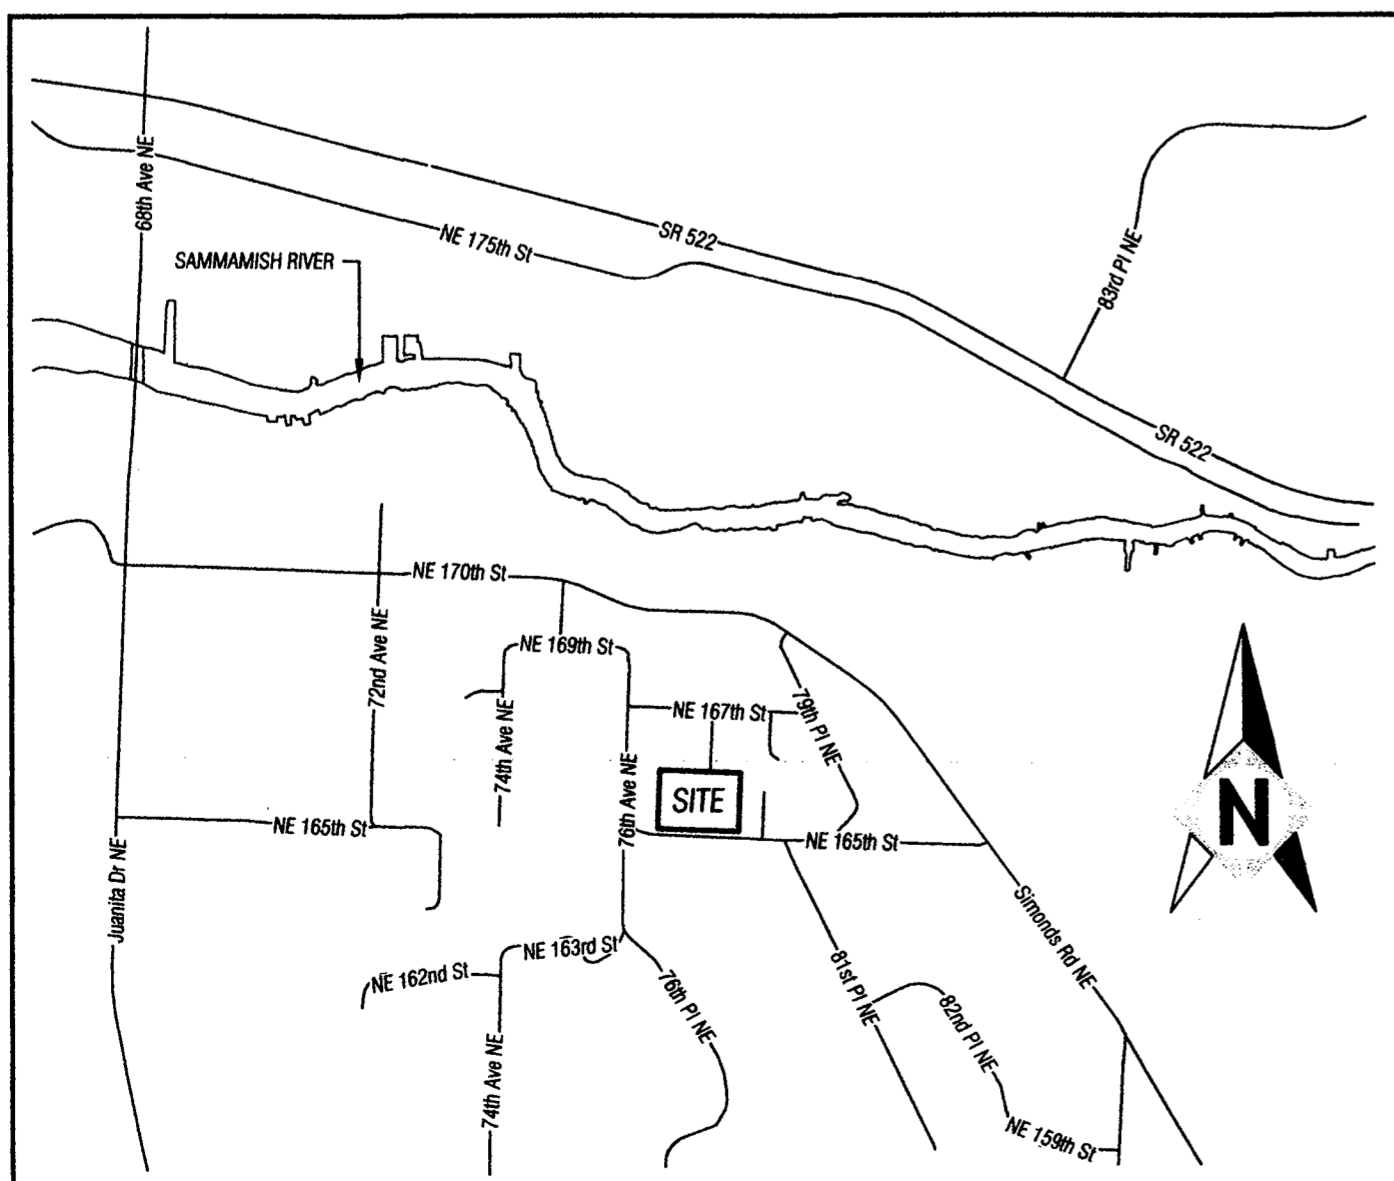 68th Ave NE
SR 522
NE 175th St
83rd Pl NE
SAMMAMISH RIVER
SR 522
NE 170th St
72nd Ave NE
NE 169th St
74th Ave NE
NE 167th St
79th Pl NE
76th Ave NE
SITE
N
NE 165th St
NE 165th St
Juanita Dr NE
Simonds Rd NE
NE 163rd St
NE 162nd St
76th Pl NE
81st Pl NE
82nd Pl NE
74th Ave NE
NE 159th St